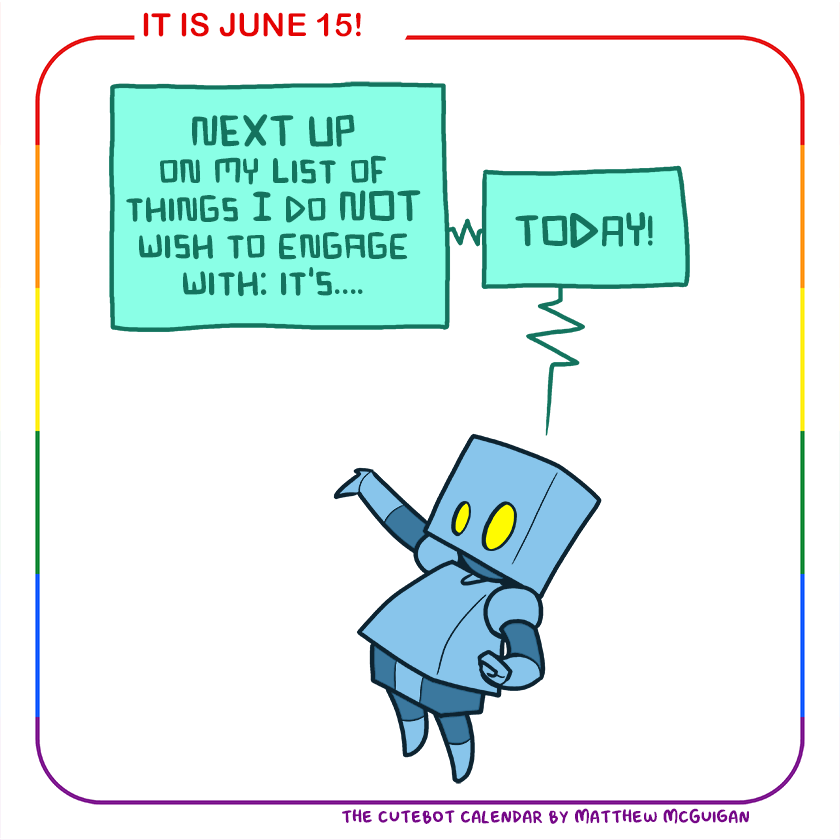 IT IS JUNE 15!
NEXT UP
ON MY LIST OF
THINGS I DO NOT
WISH TO ENGAGE
WITH: IT'S....
TODAY!
THE CUTEBOT CALENDAR BY MATTHEW MCGUIGAN